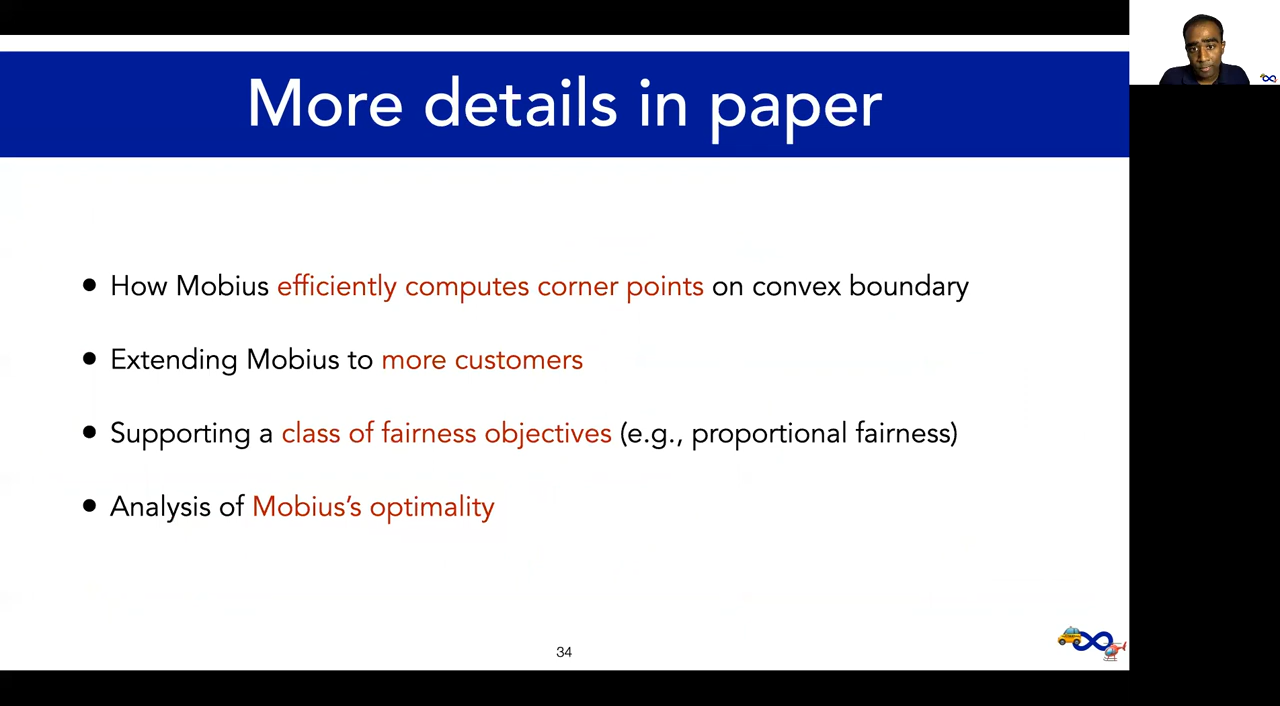 More details in paper
• How Mobius efficiently computes corner points on convex boundary
• Extending Mobius to more customers
• Supporting a class of fairness objectives (e.g., proportional fairness)
• Analysis of Mobius’s optimality
34